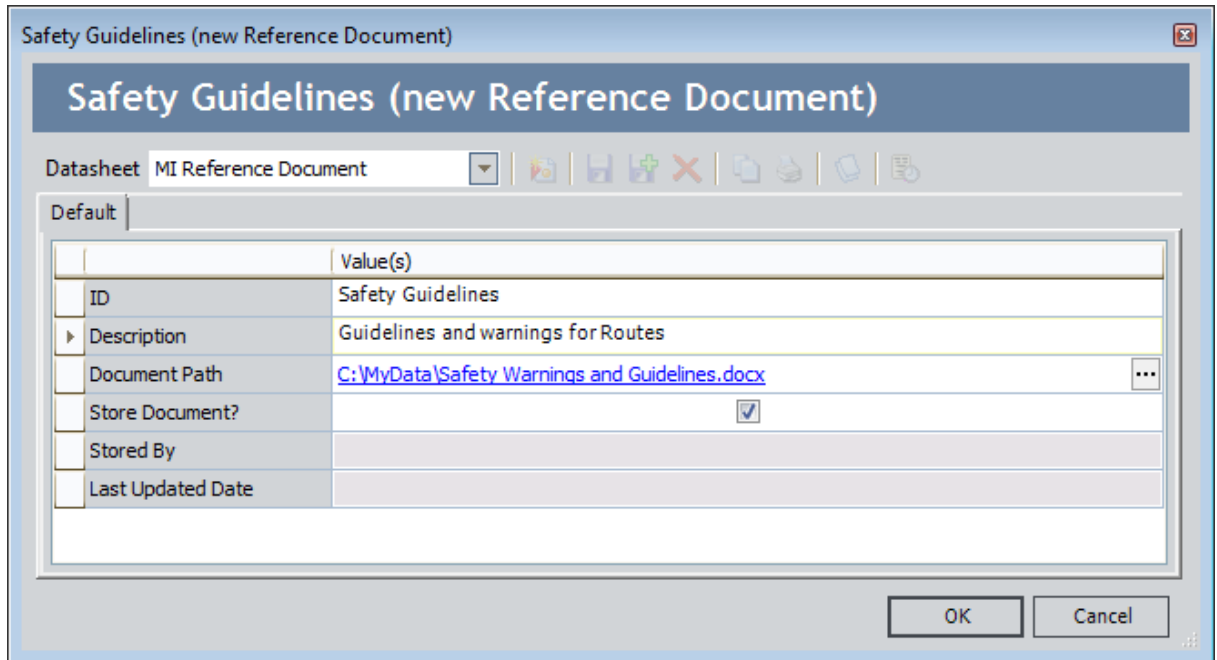 Safety Guidelines (new Reference Document)
Safety Guidelines (new Reference Document)
Datasheet MI Reference Document
Default
Value(s)
ID Safety Guidelines
Description Guidelines and warnings for Routes
Document Path C:\MyData\Safety Warnings and Guidelines.docx ...
Store Document?
Stored By
Last Updated Date
OK Cancel